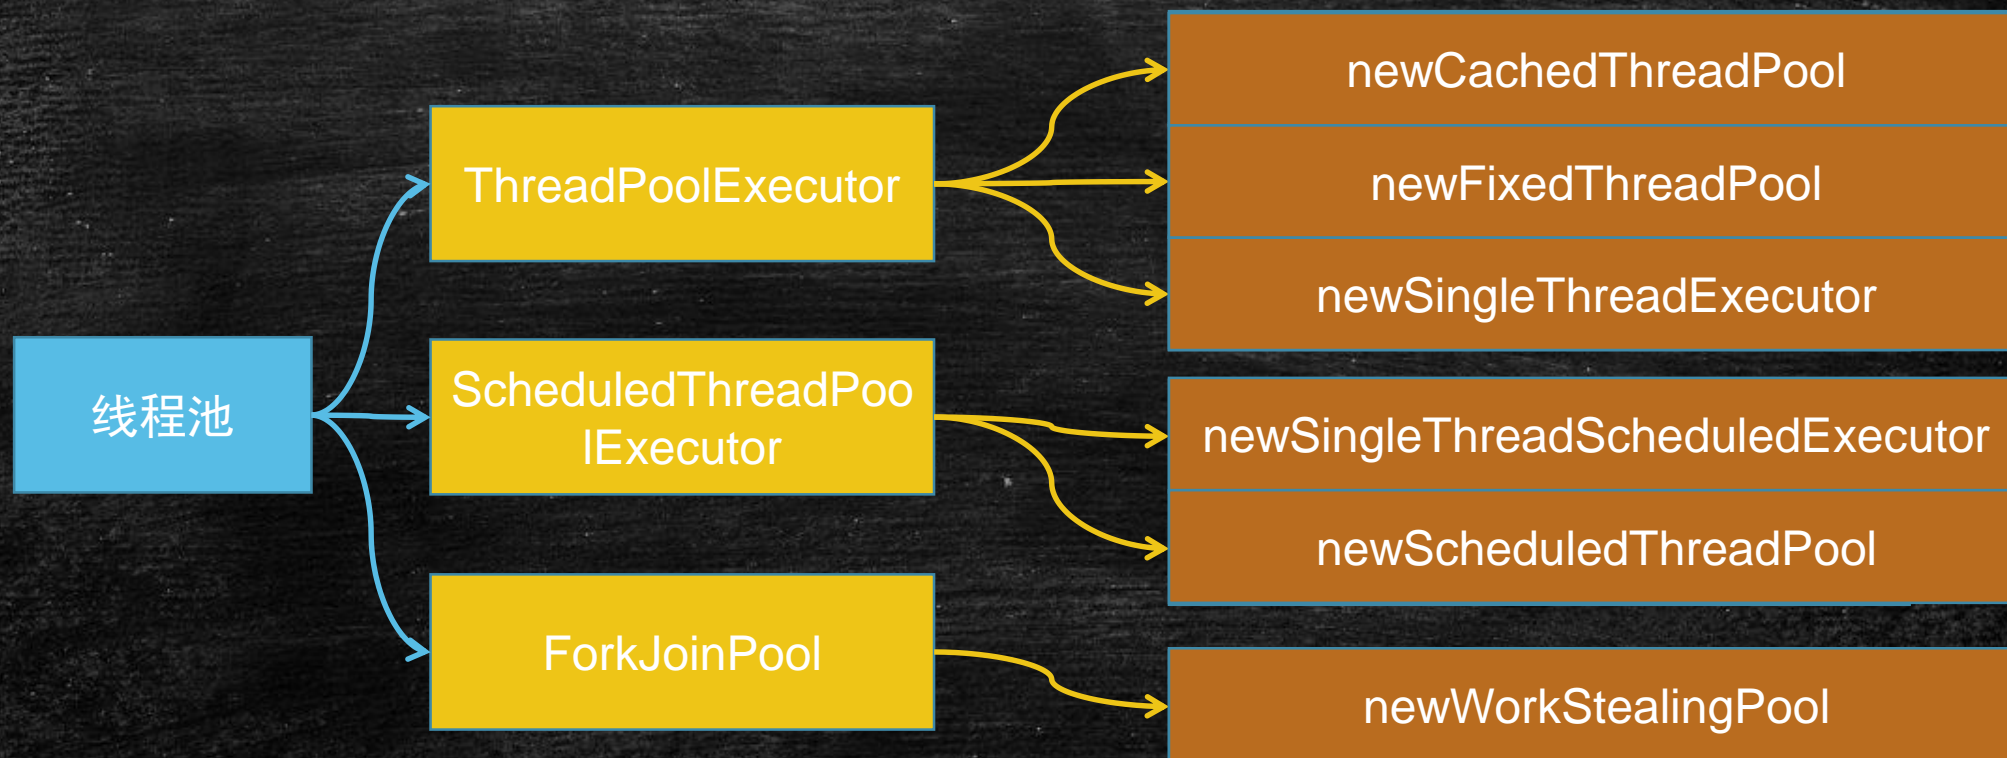 线程池
ThreadPoolExecutor
ScheduledThreadPoo
lExecutor
ForkJoinPool
newCachedThreadPool
newFixedThreadPool
newSingleThreadExecutor
newSingleThreadScheduledExecutor
newScheduledThreadPool
newWorkStealingPool